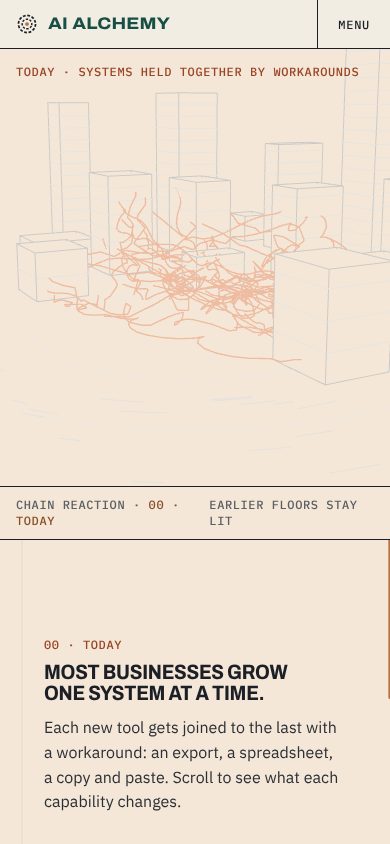 AI ALCHEMY
MENU
TODAY · SYSTEMS HELD TOGETHER BY WORKAROUNDS
CHAIN REACTION · 00 ·
TODAY
EARLIER FLOORS STAY
LIT
00 · TODAY
MOST BUSINESSES GROW
ONE SYSTEM AT A TIME.
Each new tool gets joined to the last with
a workaround: an export, a spreadsheet,
a copy and paste. Scroll to see what each
capability changes.